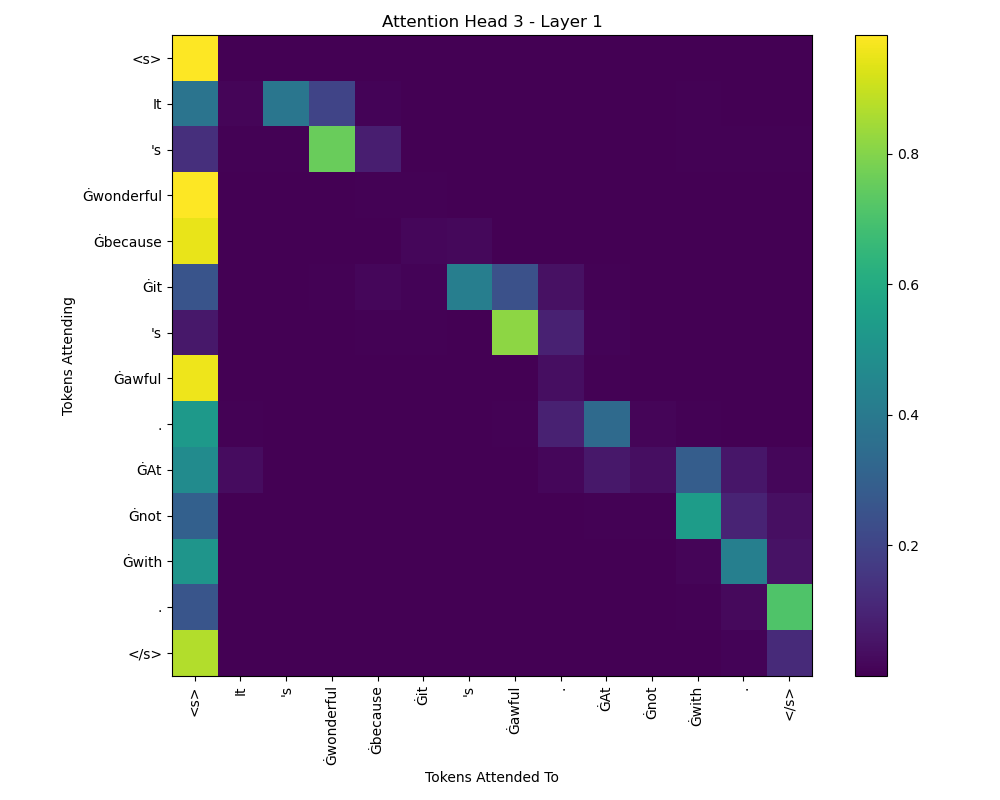 Attention Head 3 - Layer 1
Tokens Attending
<s>
It
's
Ġwonderful
Ġbecause
Ġit
's
Ġawful
.
ĠAt
Ġnot
Ġwith
.
</s>
<s>
It
's
Ġwonderful
Ġbecause
Ġit
's
Ġawful
.
ĠAt
Ġnot
Ġwith
.
</s>
Tokens Attended To
0.8
0.6
0.4
0.2